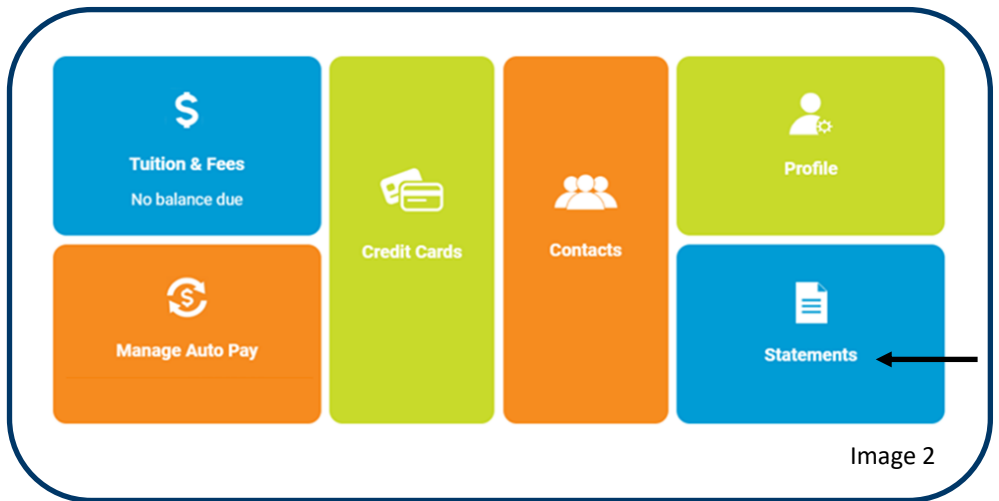 $
Tuition & Fees
No balance due
$
Manage Auto Pay
Credit Cards
Contacts
Profile
Statements
Image 2